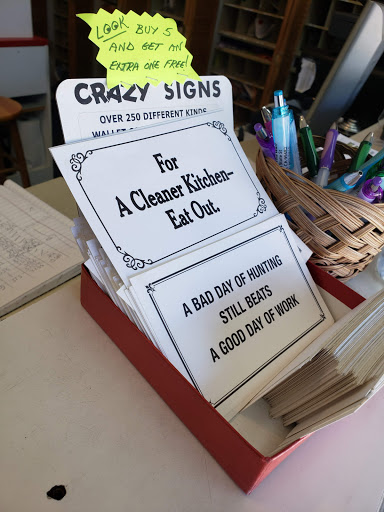 LOOK BUY 5
AND GET AN
EXTRA ONE FREE!
CRAZY SIGNS
OVER 250 DIFFERENT KINDS
WALLET
For
A Cleaner Kitchen–
Eat Out.
A BAD DAY OF HUNTING
STILL BEATS
A GOOD DAY OF WORK